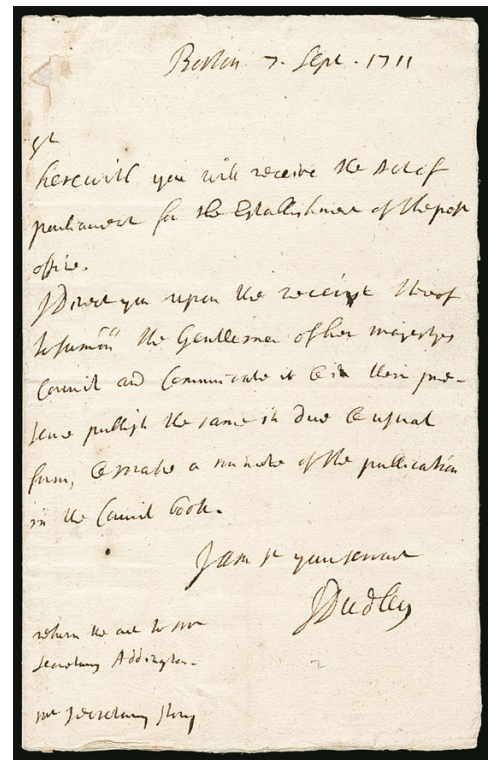 Boston 7. Sept. 1711
Sr
herewith you will receive the Act of
parliament for the Establishment of the post
office.
I Direct you upon the receipt thereof
to summon the Gentlemen of her majestys
Council and Communicate it & in their pre-
sence publish the same in due & usual
form, & make a minute of the publication
in the Council book.
I am Sr your servant
J Dudley
return the act to mr
Secretary Addington.
mr Secretary Story